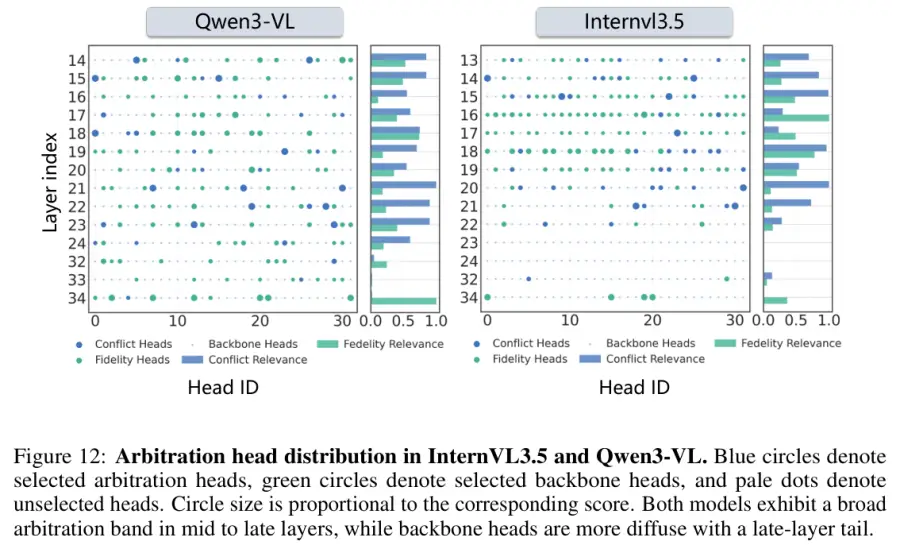 Qwen3-VL
Internvl3.5
Layer index
14
15
16
17
18
19
20
21
22
23
24
32
33
34
0 10 20 30 0.0 0.5 1.0
13
14
15
16
17
18
19
20
21
22
23
24
32
34
0 10 20 30 0.0 0.5 1.0
Conflict Heads Backbone Heads Fedelity Relevance
Fidelity Heads Conflict Relevance
Conflict Heads Backbone Heads Fedelity Relevance
Fidelity Heads Conflict Relevance
Head ID
Head ID
Figure 12: Arbitration head distribution in InternVL3.5 and Qwen3-VL. Blue circles denote
selected arbitration heads, green circles denote selected backbone heads, and pale dots denote
unselected heads. Circle size is proportional to the corresponding score. Both models exhibit a broad
arbitration band in mid to late layers, while backbone heads are more diffuse with a late-layer tail.